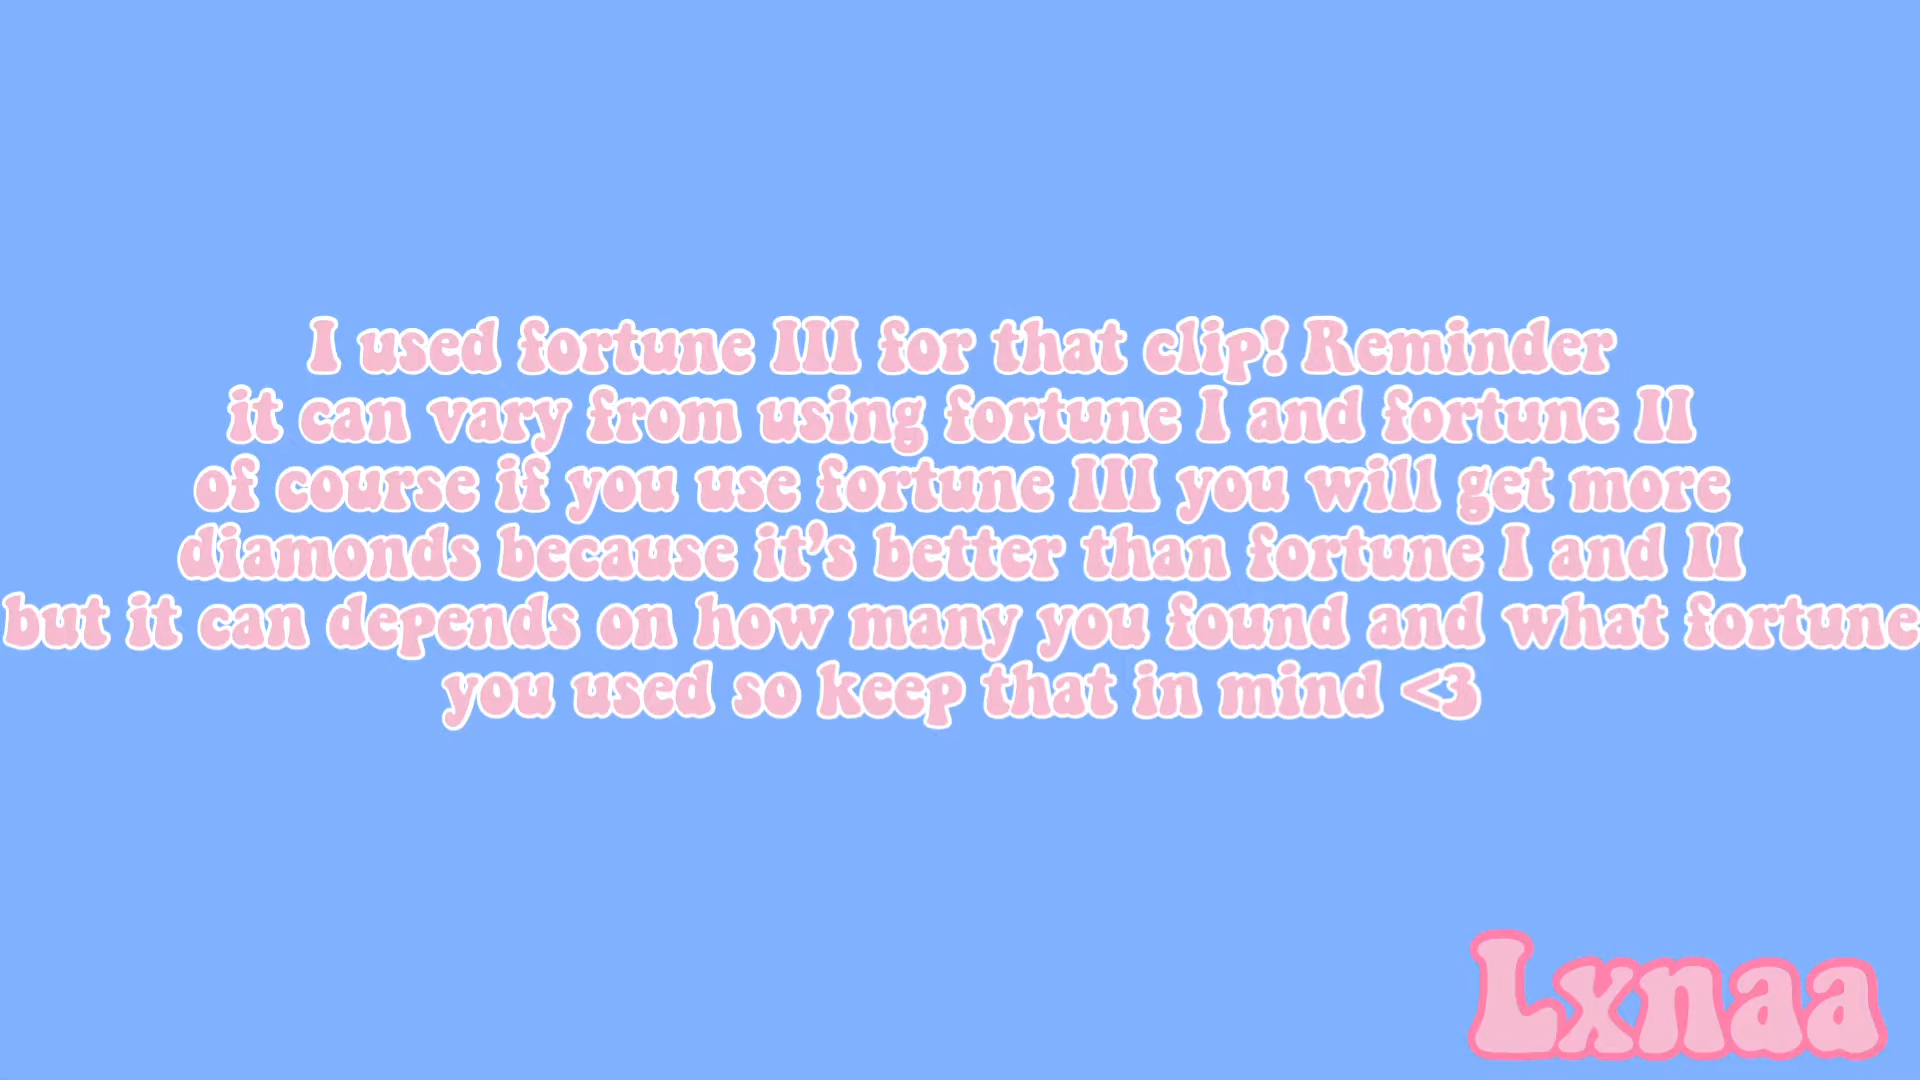 I used fortune III for that clip! Reminder
it can vary from using fortune I and fortune II
of course if you use fortune III you will get more
diamonds because it's better than fortune I and II
but it can depends on how many you found and what fortune
you used so keep that in mind <3
Lxnaa